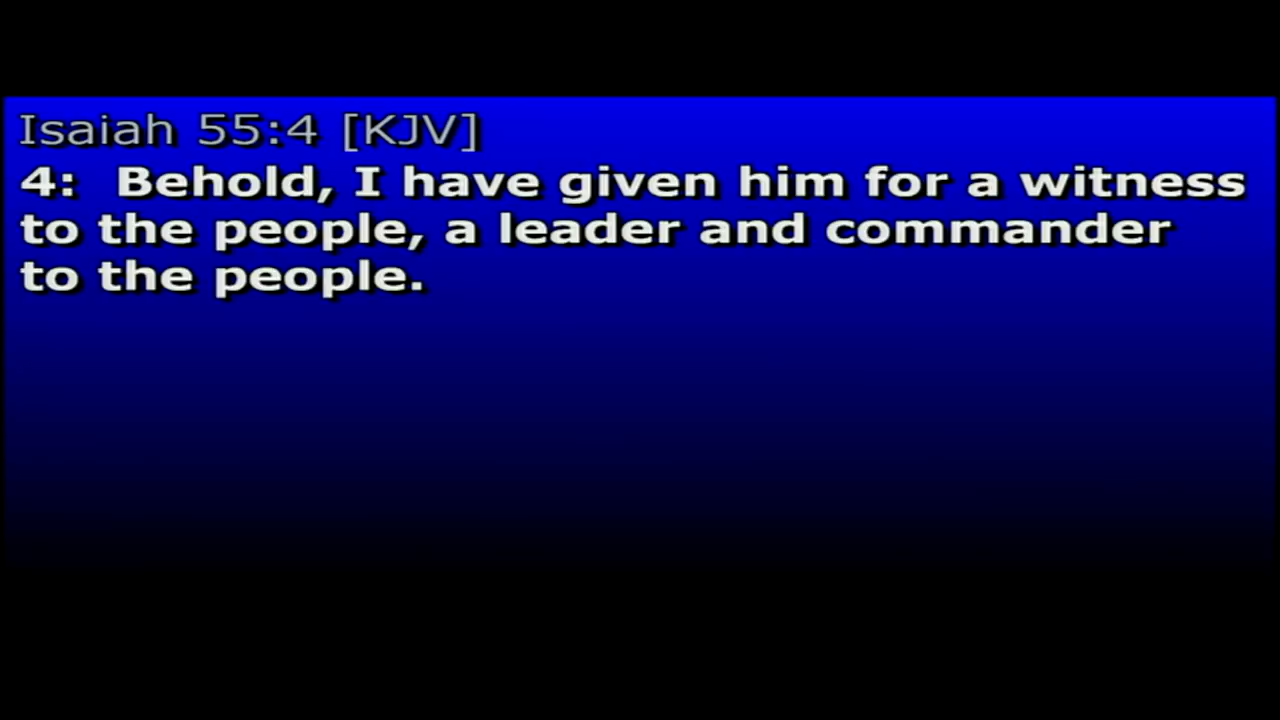 Isaiah 55:4 [KJV]
4:  Behold, I have given him for a witness
to the people, a leader and commander
to the people.